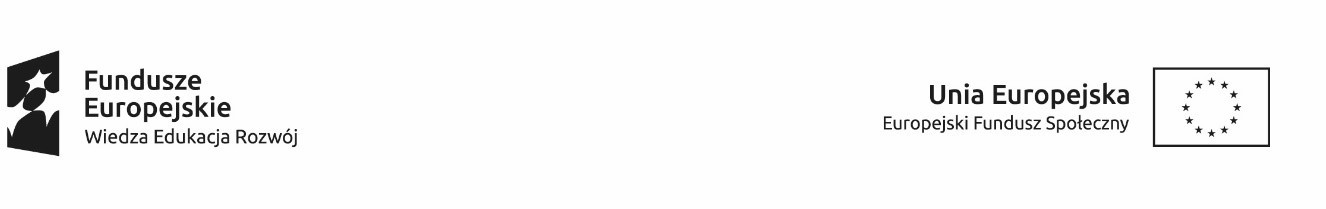 Fundusze
Europejskie
Wiedza Edukacja Rozwój
Unia Europejska
Europejski Fundusz Społeczny